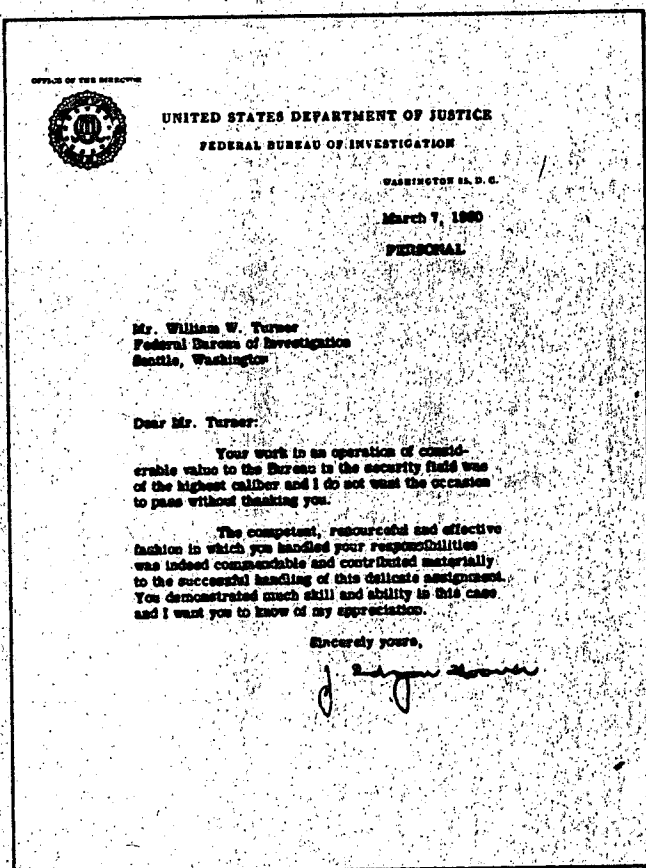 OFFICE OF THE DIRECTOR
UNITED STATES DEPARTMENT OF JUSTICE
FEDERAL BUREAU OF INVESTIGATION
WASHINGTON 25, D. C.
March 7, 1960
PERSONAL
Mr. William W. Turner
Federal Bureau of Investigation
Seattle, Washington
Dear Mr. Turner:
Your work in an operation of consid-
erable value to the Bureau in the security field was
of the highest caliber and I do not want the occasion
to pass without thanking you.
The competent, resourceful and effective
fashion in which you handled your responsibilities
was indeed commendable and contributed materially
to the successful handling of this delicate assignment.
You demonstrated much skill and ability in this case
and I want you to know of my appreciation.
Sincerely yours,
J. Edgar Hoover